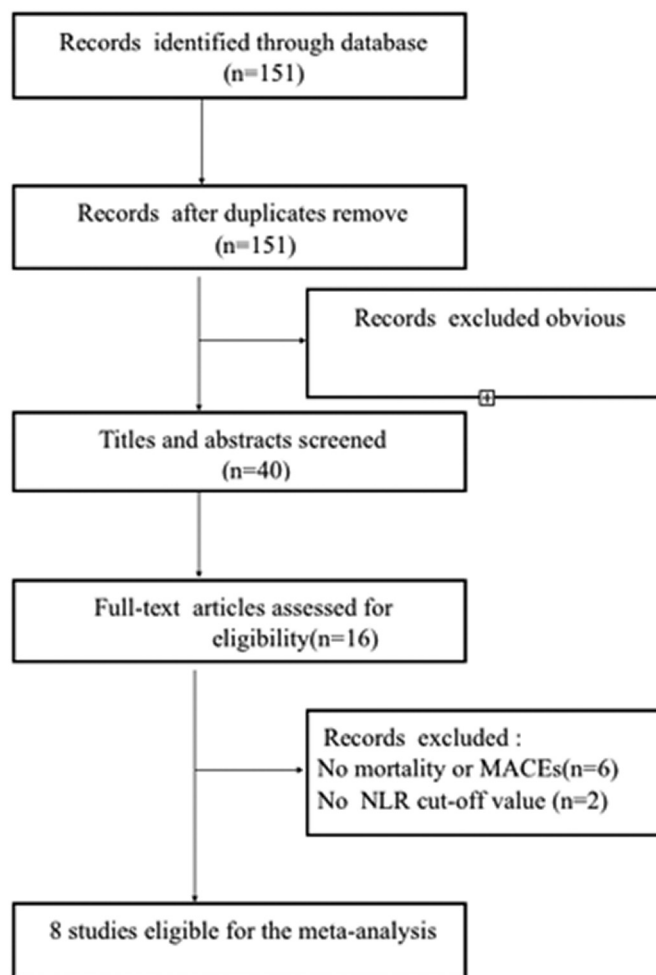 Records identified through database
(n=151)
Records after duplicates remove
(n=151)
Records excluded obvious
Titles and abstracts screened
(n=40)
Full-text articles assessed for
eligibility(n=16)
Records excluded :
No mortality or MACEs(n=6)
No NLR cut-off value (n=2)
8 studies eligible for the meta-analysis